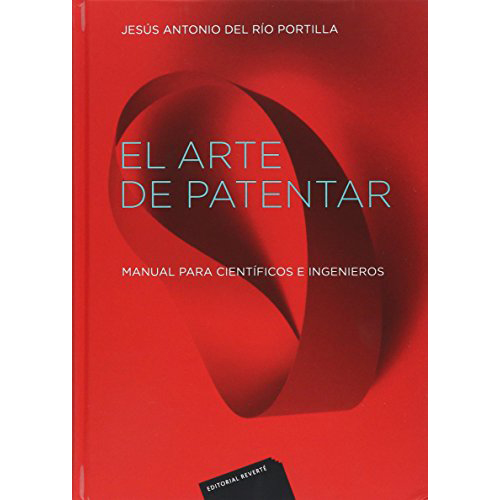 JESÚS ANTONIO DEL RÍO PORTILLA
EL ARTE
DE PATENTAR
MANUAL PARA CIENTÍFICOS E INGENIEROS
EDITORIAL REVERTÉ